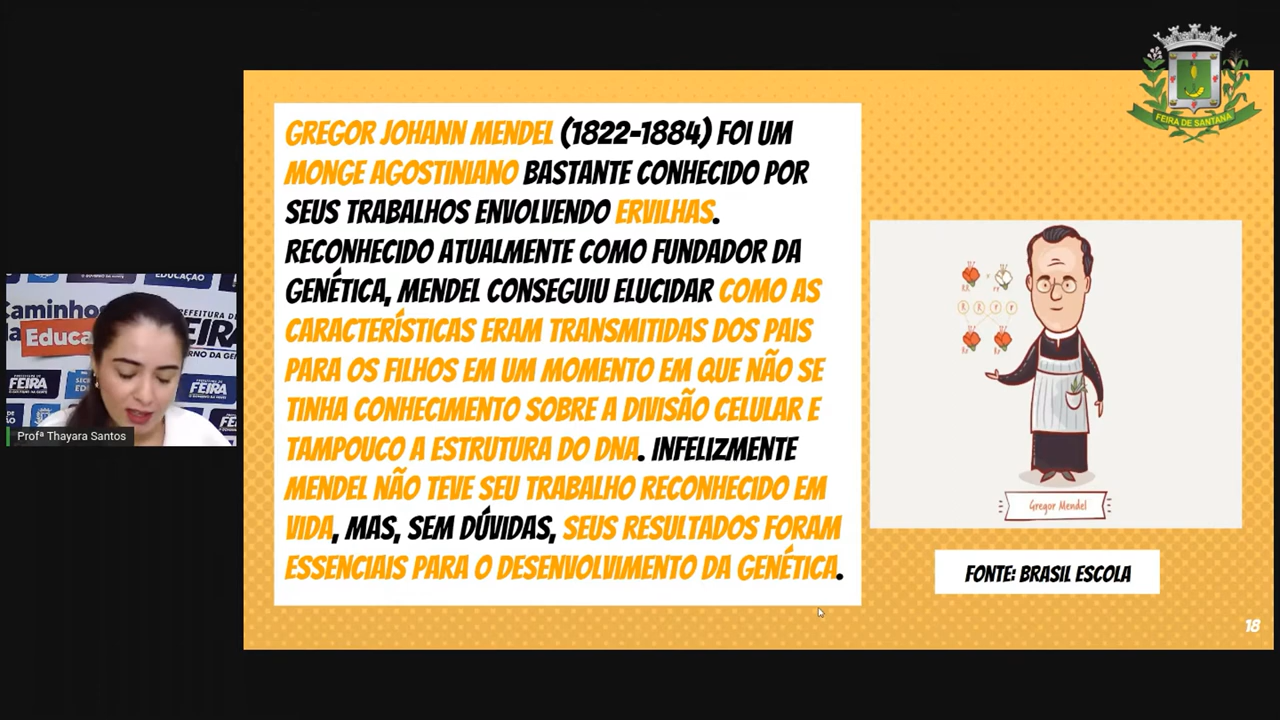 FEIRA DE SANTANA
GREGOR JOHANN MENDEL (1822-1884) FOI UM
MONGE AGOSTINIANO BASTANTE CONHECIDO POR
SEUS TRABALHOS ENVOLVENDO ERVILHAS.
RECONHECIDO ATUALMENTE COMO FUNDADOR DA
GENÉTICA, MENDEL CONSEGUIU ELUCIDAR COMO AS
CARACTERÍSTICAS ERAM TRANSMITIDAS DOS PAIS
PARA OS FILHOS EM UM MOMENTO EM QUE NÃO SE
TINHA CONHECIMENTO SOBRE A DIVISÃO CELULAR E
TAMPOUCO A ESTRUTURA DO DNA. INFELIZMENTE
MENDEL NÃO TEVE SEU TRABALHO RECONHECIDO EM
VIDA, MAS, SEM DÚVIDAS, SEUS RESULTADOS FORAM
ESSENCIAIS PARA O DESENVOLVIMENTO DA GENÉTICA.
Gregor Mendel
FONTE: BRASIL ESCOLA
18
EDUCAÇÃO
Caminhos
Educa
PREFEITURA DE
FEIRA
Profª Thayara Santos